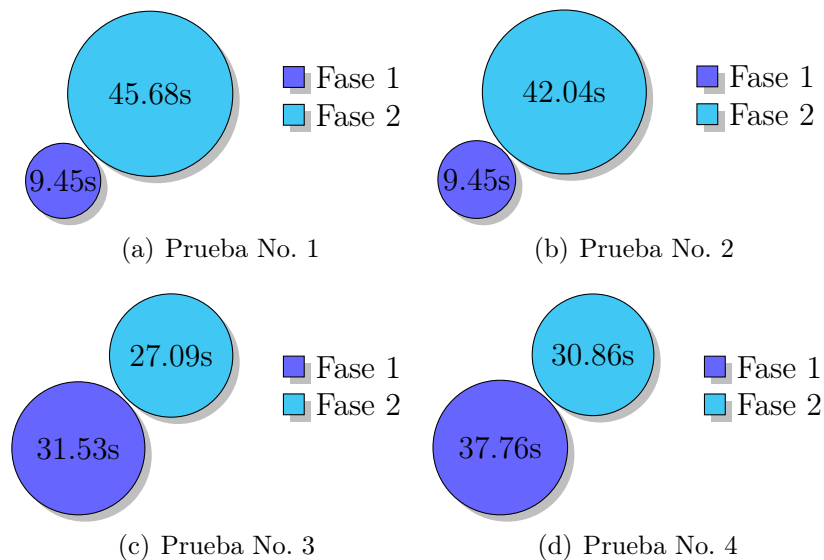 45.68s
9.45s
Fase 1
Fase 2
(a) Prueba No. 1
42.04s
9.45s
Fase 1
Fase 2
(b) Prueba No. 2
27.09s
31.53s
Fase 1
Fase 2
(c) Prueba No. 3
30.86s
37.76s
Fase 1
Fase 2
(d) Prueba No. 4